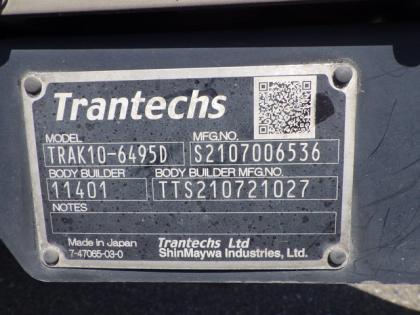 Trantechs
MODEL MFG.NO.
TRAK10-6495D S2107006536
BODY BUILDER BODY BUILDER MFG.NO.
11401 TTS210721027
NOTES
Made in Japan Trantechs Ltd
7-47065-03-0 ShinMaywa Industries, Ltd.